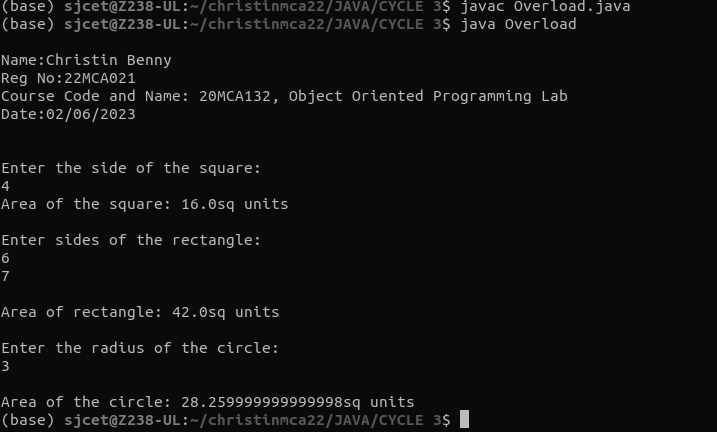 (base) sjcet@Z238-UL:~/christinmca22/JAVA/CYCLE 3$ javac Overload.java
(base) sjcet@Z238-UL:~/christinmca22/JAVA/CYCLE 3$ java Overload
Name:Christin Benny
Reg No:22MCA021
Course Code and Name: 20MCA132, Object Oriented Programming Lab
Date:02/06/2023
Enter the side of the square:
4
Area of the square: 16.0sq units
Enter sides of the rectangle:
6
7
Area of rectangle: 42.0sq units
Enter the radius of the circle:
3
Area of the circle: 28.259999999999998sq units
(base) sjcet@Z238-UL:~/christinmca22/JAVA/CYCLE 3$